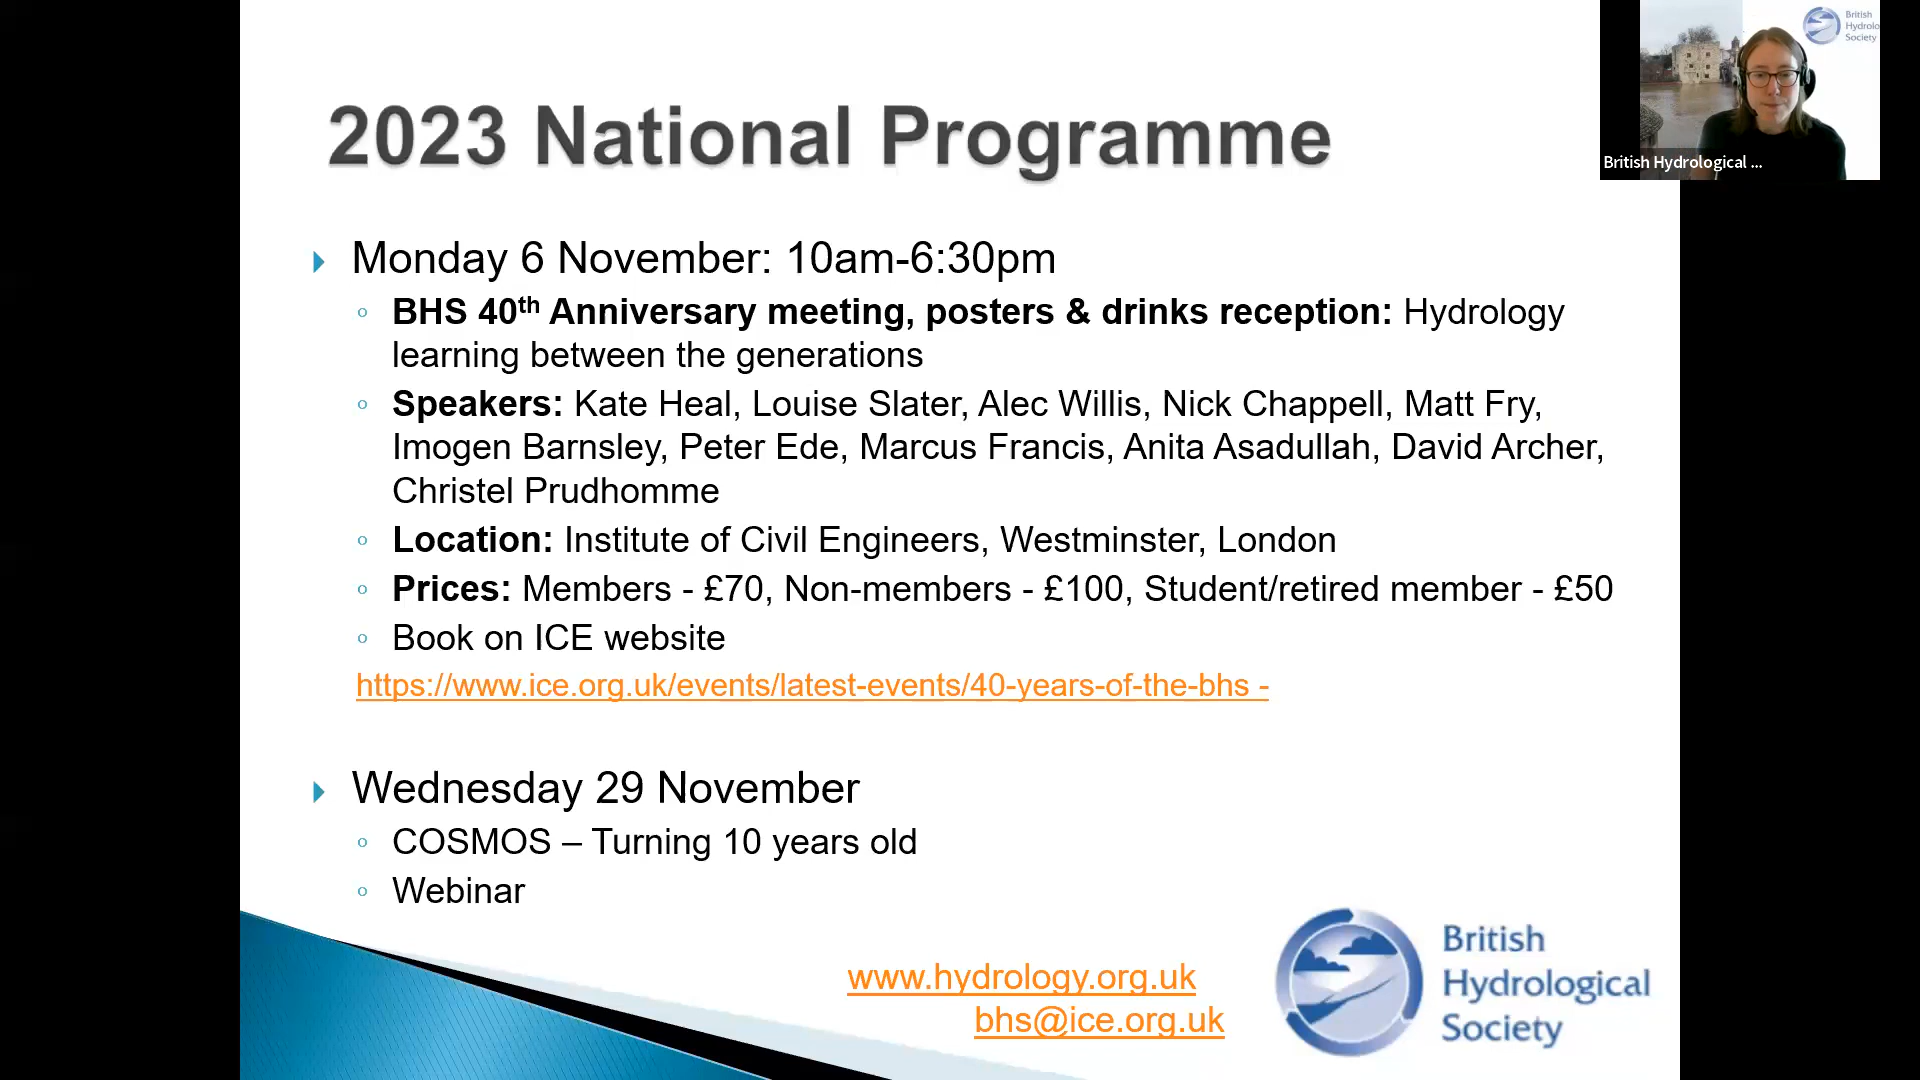 2023 National Programme
Monday 6 November: 10am-6:30pm
BHS 40th Anniversary meeting, posters & drinks reception: Hydrology
learning between the generations
Speakers: Kate Heal, Louise Slater, Alec Willis, Nick Chappell, Matt Fry,
Imogen Barnsley, Peter Ede, Marcus Francis, Anita Asadullah, David Archer,
Christel Prudhomme
Location: Institute of Civil Engineers, Westminster, London
Prices: Members - £70, Non-members - £100, Student/retired member - £50
Book on ICE website
https://www.ice.org.uk/events/latest-events/40-years-of-the-bhs -
Wednesday 29 November
COSMOS – Turning 10 years old
Webinar
www.hydrology.org.uk
bhs@ice.org.uk
British
Hydrological
Society
British
Hydrolo
Society
British Hydrological ...